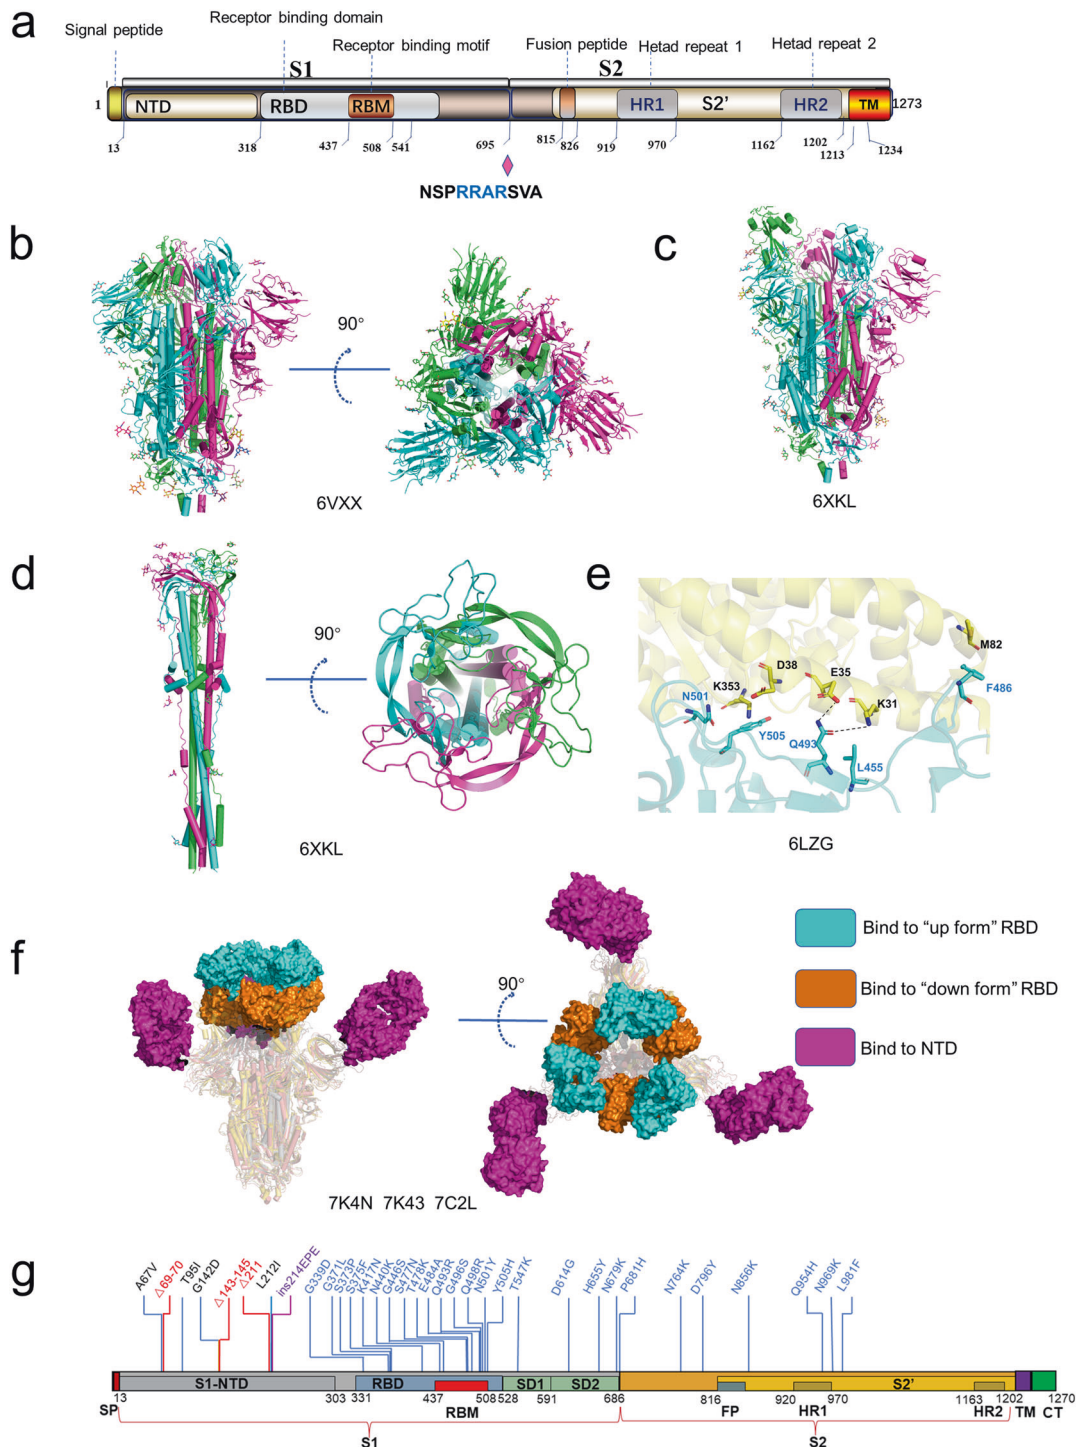 a
Receptor binding domain
Signal peptide
Receptor binding motif
Fusion peptide
Hetad repeat 1
Hetad repeat 2
S1
S2
1
NTD
RBD
RBM
HR1
S2'
HR2
TM
1273
13
318
437
508
541
695
815
826
919
970
1162
1202
1213
1234
NSPRRARSVA
b
90°
6VXX
c
6XKL
d
90°
6XKL
e
M82
D38
E35
K353
F486
N501
K31
Y505
Q493
L455
6LZG
f
90°
Bind to “up form” RBD
Bind to “down form” RBD
Bind to NTD
7K4N 7K43 7C2L
g
A67V
△69-70
T95I
G142D
△143-145
△211
L212I
ins214EPE
G339D
G371L
S373P
S375F
K417N
N440K
G446S
S477N
T478K
E484A
Q493R
G496S
Q498R
N501Y
Y505H
T547K
D614G
H655Y
N679K
P681H
N764K
D796Y
N856K
Q954H
N969K
L981F
S1-NTD
RBD
SD1
SD2
S2'
13
303
331
437
508
528
591
686
816
920
970
1163
1202
1270
SP
RBM
FP
HR1
HR2
TM
CT
S1
S2